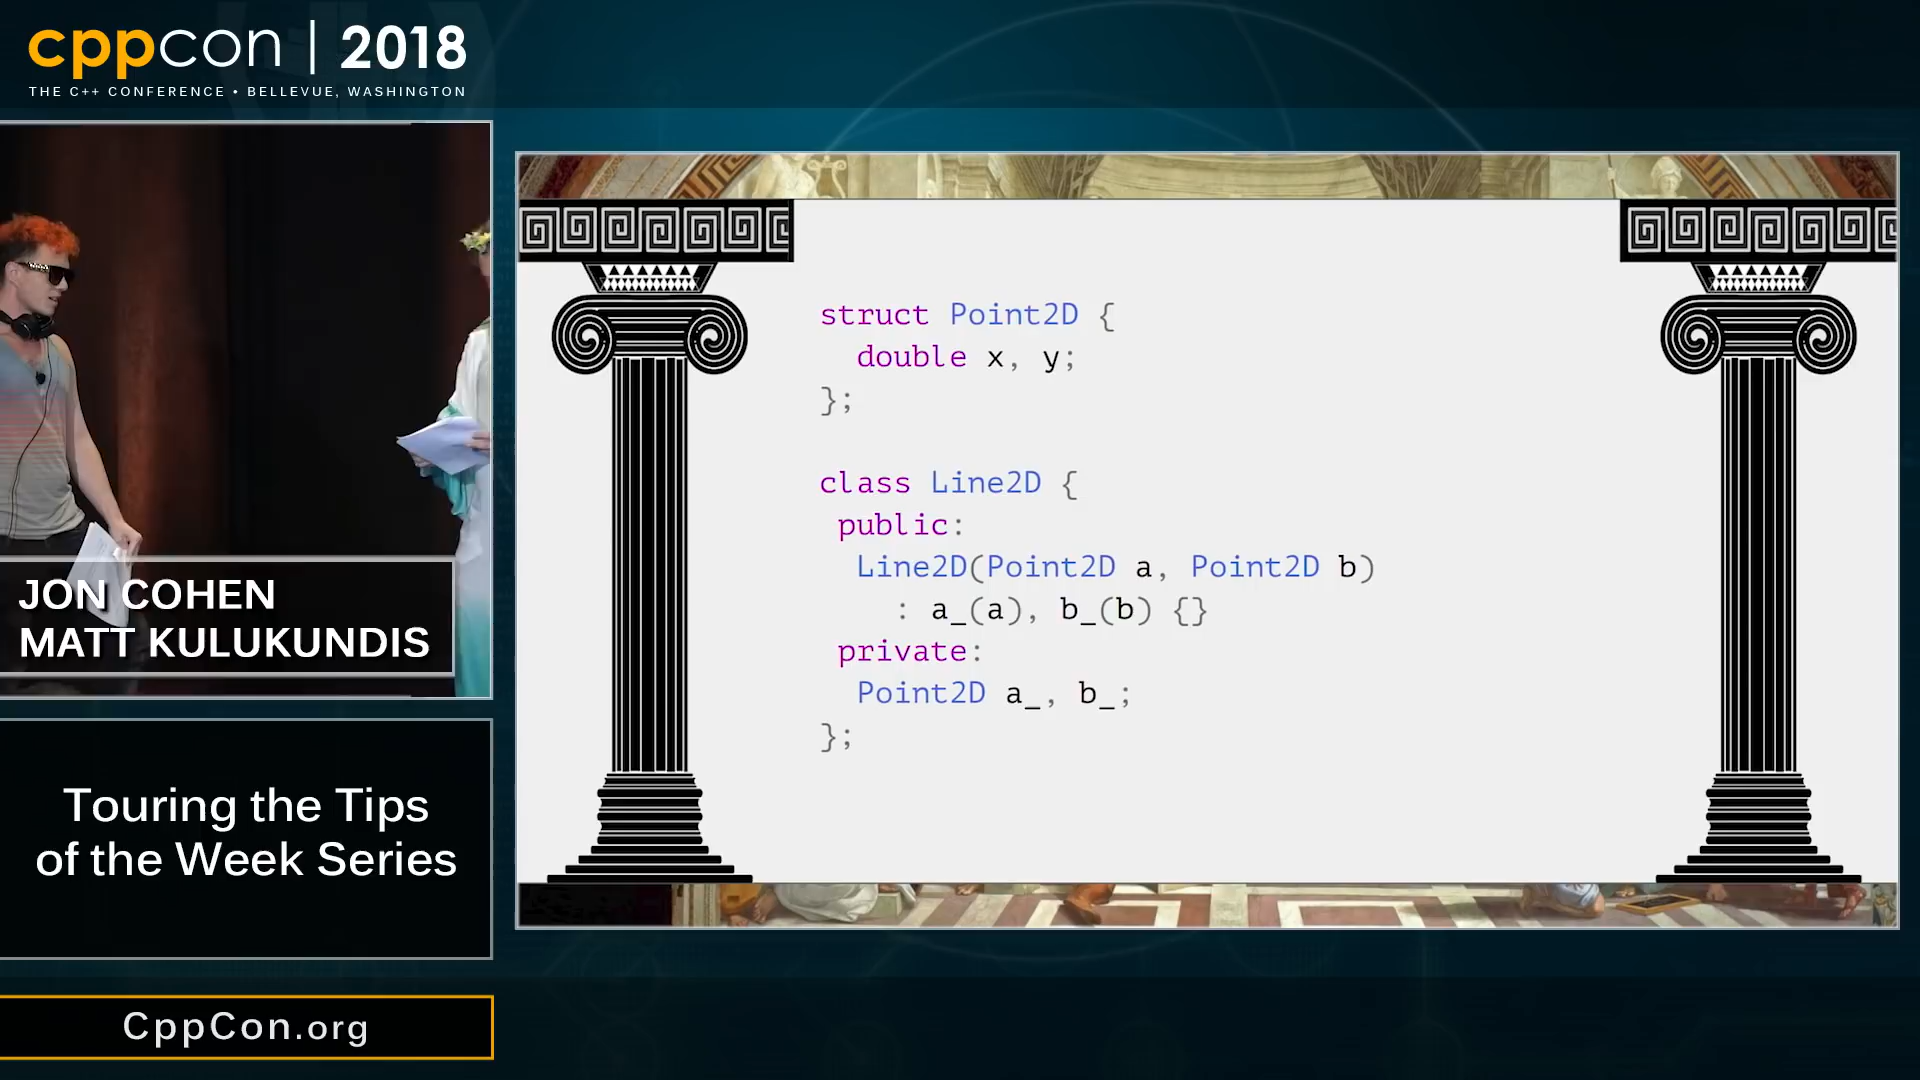 cppcon | 2018
THE C++ CONFERENCE • BELLEVUE, WASHINGTON
JON COHEN
MATT KULUKUNDIS
Touring the Tips
of the Week Series
CppCon.org
struct Point2D {
  double x, y;
};
class Line2D {
 public:
  Line2D(Point2D a, Point2D b)
    : a_(a), b_(b) {}
 private:
  Point2D a_, b_;
};